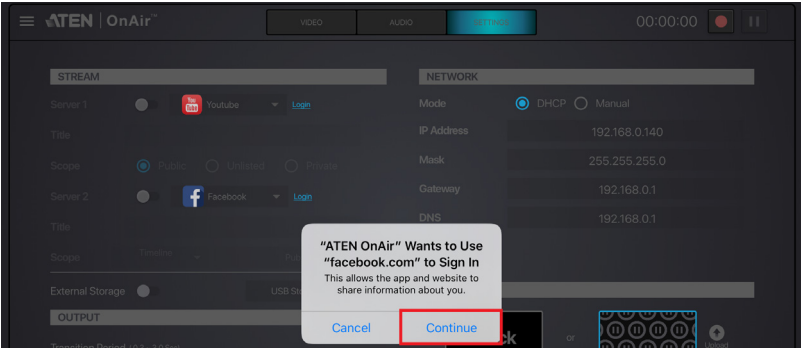 ATEN OnAir™
VIDEO
AUDIO
SETTINGS
00:00:00
STREAM
Server 1
You Tube
Youtube
Login
Title
Scope
Public
Unlisted
Private
Server 2
Facebook
Login
Title
Scope
Timeline
External Storage
OUTPUT
NETWORK
Mode
DHCP
Manual
IP Address
192.168.0.140
Mask
255.255.255.0
Gateway
192.168.0.1
DNS
192.168.0.1
"ATEN OnAir" Wants to Use
"facebook.com" to Sign In
This allows the app and website to
share information about you.
Cancel
Continue
or
Upload